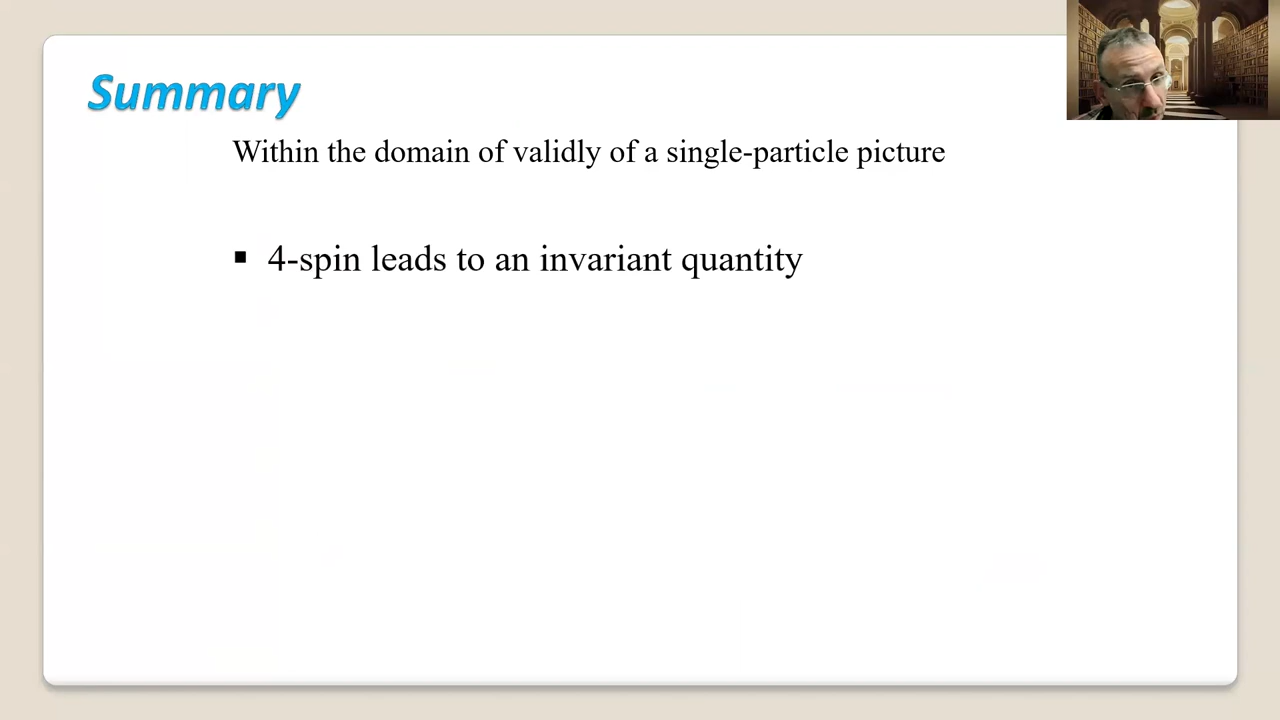 Summary
Within the domain of validly of a single-particle picture
▪ 4-spin leads to an invariant quantity